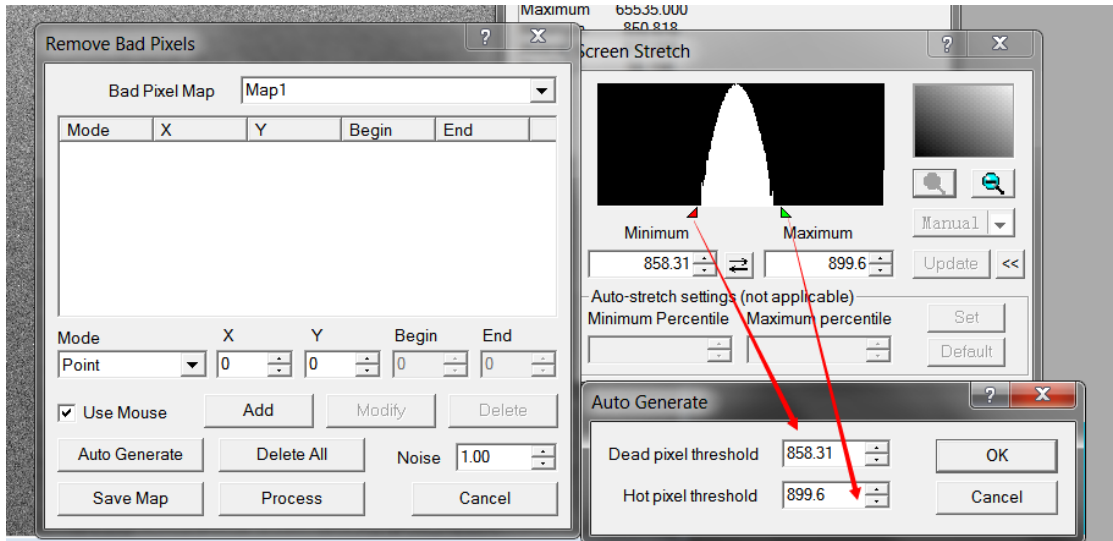 Maximum 65535.000
850.818
Remove Bad Pixels
Bad Pixel Map Map1
Mode X Y Begin End
Mode X Y Begin End
Point 0 0 0 0
Use Mouse Add Modify Delete
Auto Generate Delete All Noise 1.00
Save Map Process Cancel
Screen Stretch
Manual
Minimum Maximum
858.31 899.6 Update <<
Auto-stretch settings (not applicable)
Minimum Percentile Maximum percentile Set
Default
Auto Generate
Dead pixel threshold 858.31 OK
Hot pixel threshold 899.6 Cancel